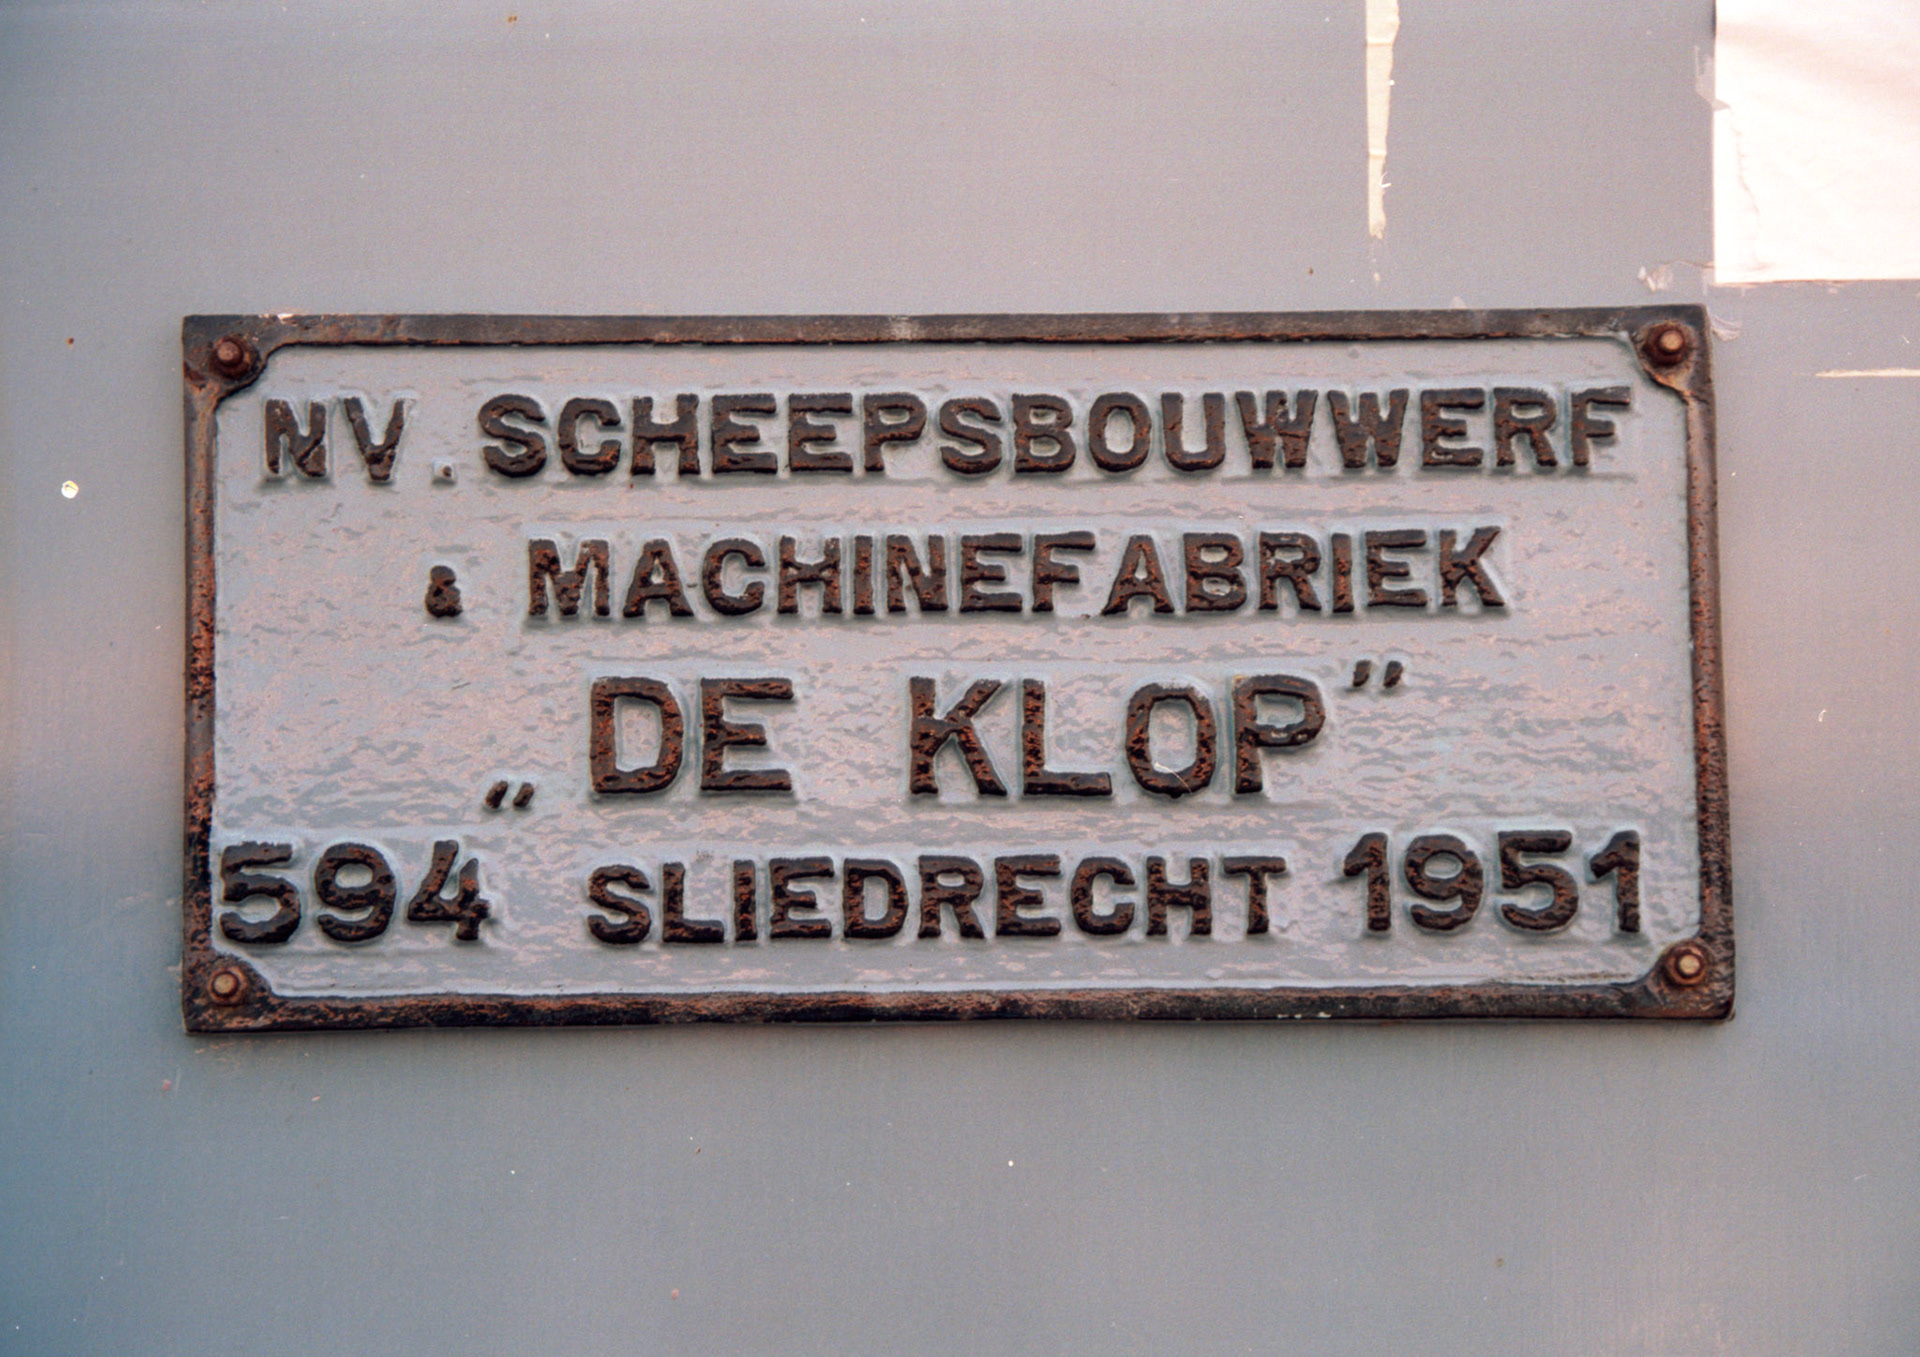 NV. SCHEEPSBOUWWERF
& MACHINEFABRIEK
„DE KLOP”
594 SLIEDRECHT 1951